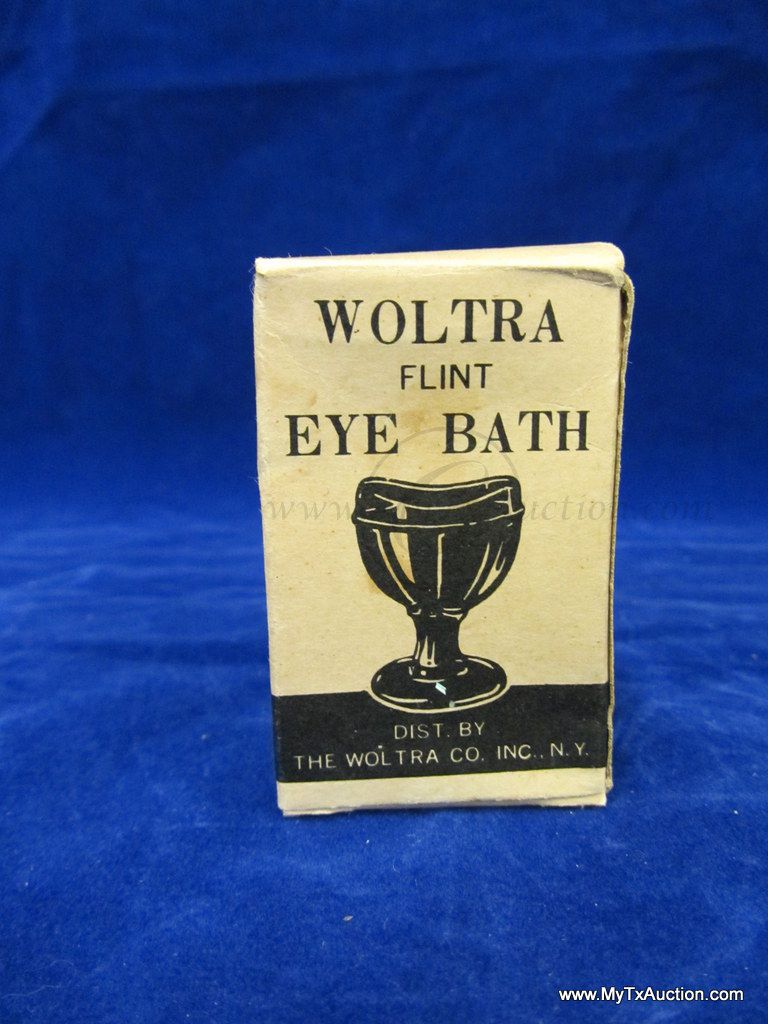 WOLTRA
FLINT
EYE BATH
DIST. BY
THE WOLTRA CO. INC., N.Y.
www.MyTxAuction.com